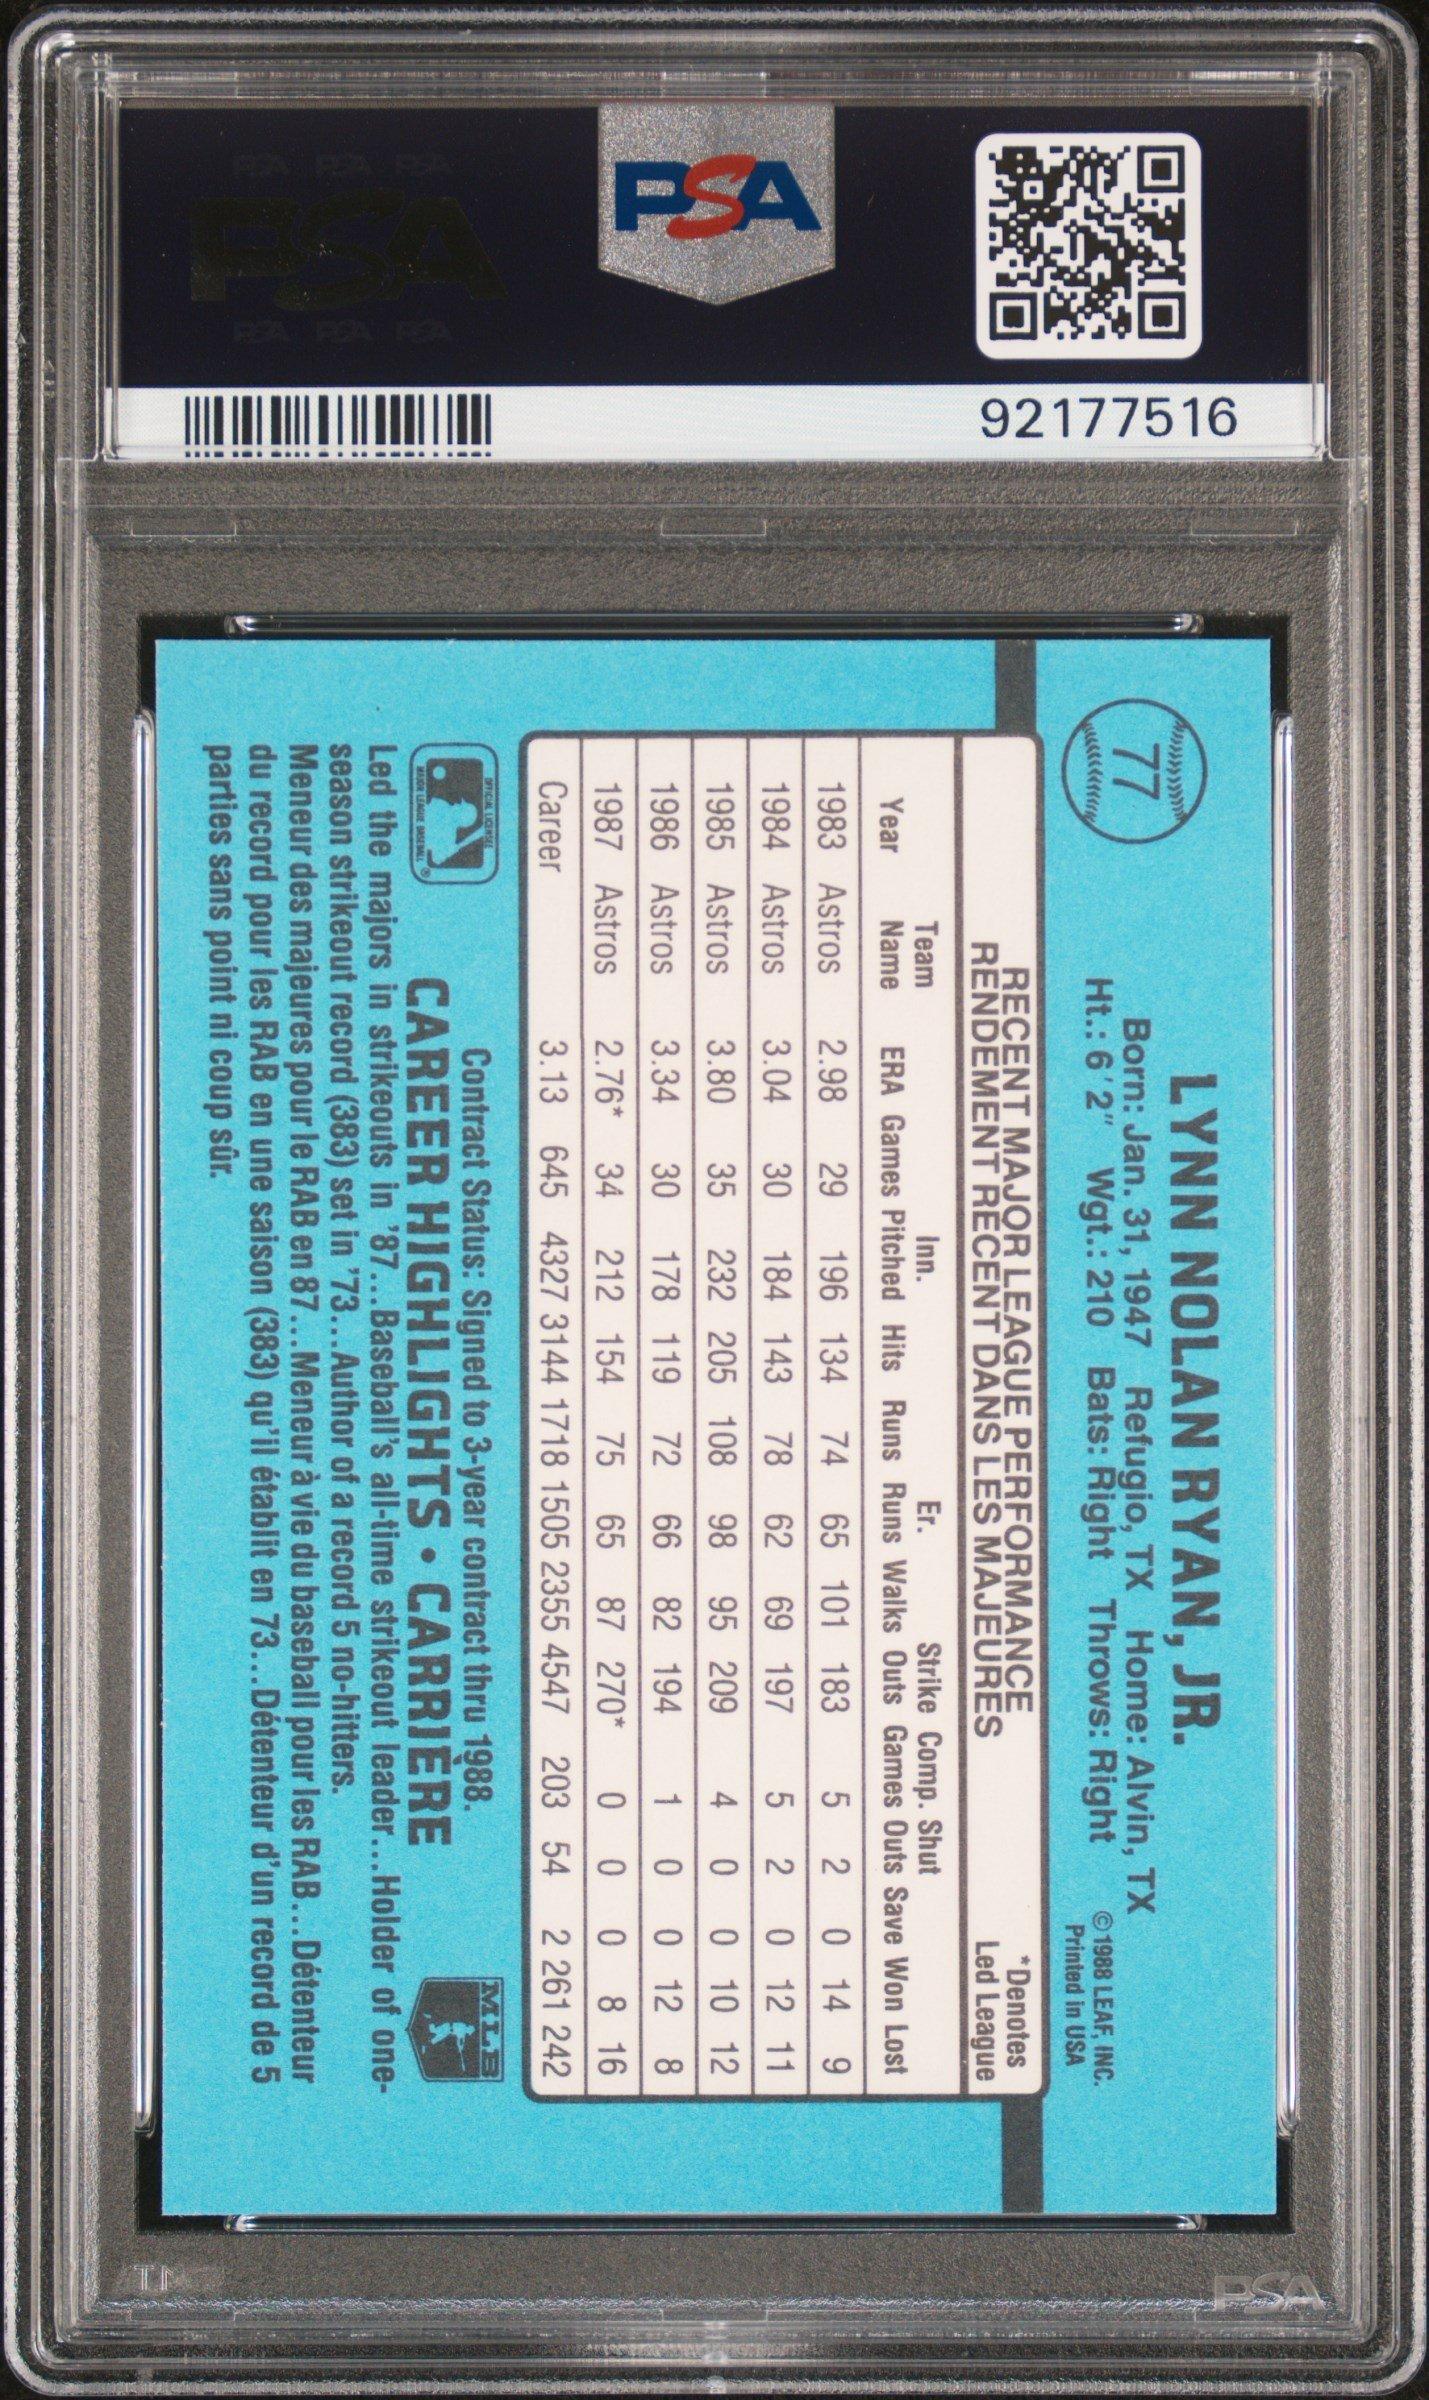 PSA PSA PSA
PSA
PSA PSA PSA
PSA
92177516
77
LYNN NOLAN RYAN, JR.
Born: Jan. 31, 1947 Refugio, TX Home: Alvin, TX
Ht.: 6'2" Wgt.: 210 Bats: Right Throws: Right
© 1988 LEAF, INC.
Printed in USA
RECENT MAJOR LEAGUE PERFORMANCE
RENDEMENT RECENT DANS LES MAJEURES
*Denotes
Led League
Year Team Name ERA Games Inn. Pitched Hits Runs Er. Runs Walks Strike Outs Comp. Games Shut Outs Save Won Lost
1983 Astros 2.98 29 196 134 74 65 101 183 5 2 0 14 9
1984 Astros 3.04 30 184 143 78 62 69 197 5 2 0 12 11
1985 Astros 3.80 35 232 205 108 98 95 209 4 0 0 10 12
1986 Astros 3.34 30 178 119 72 66 82 194 1 0 0 12 8
1987 Astros 2.76* 34 212 154 75 65 87 270* 0 0 0 8 16
Career 3.13 645 4327 3144 1718 1505 2355 4547 203 54 2 261 242
OFFICIAL LICENSEE
MAJOR LEAGUE BASEBALL
®
Contract Status: Signed to 3-year contract thru 1988.
CAREER HIGHLIGHTS • CARRIÈRE
MLB
Led the majors in strikeouts in '87...Baseball's all-time strikeout leader...Holder of one-
season strikeout record (383) set in '73...Author of a record 5 no-hitters.
Meneur des majeures pour le RAB en 87...Meneur à vie du baseball pour les RAB...Détenteur
du record pour les RAB en une saison (383) qu'il établit en 73...Détenteur d'un record de 5
parties sans point ni coup sûr.
PSA